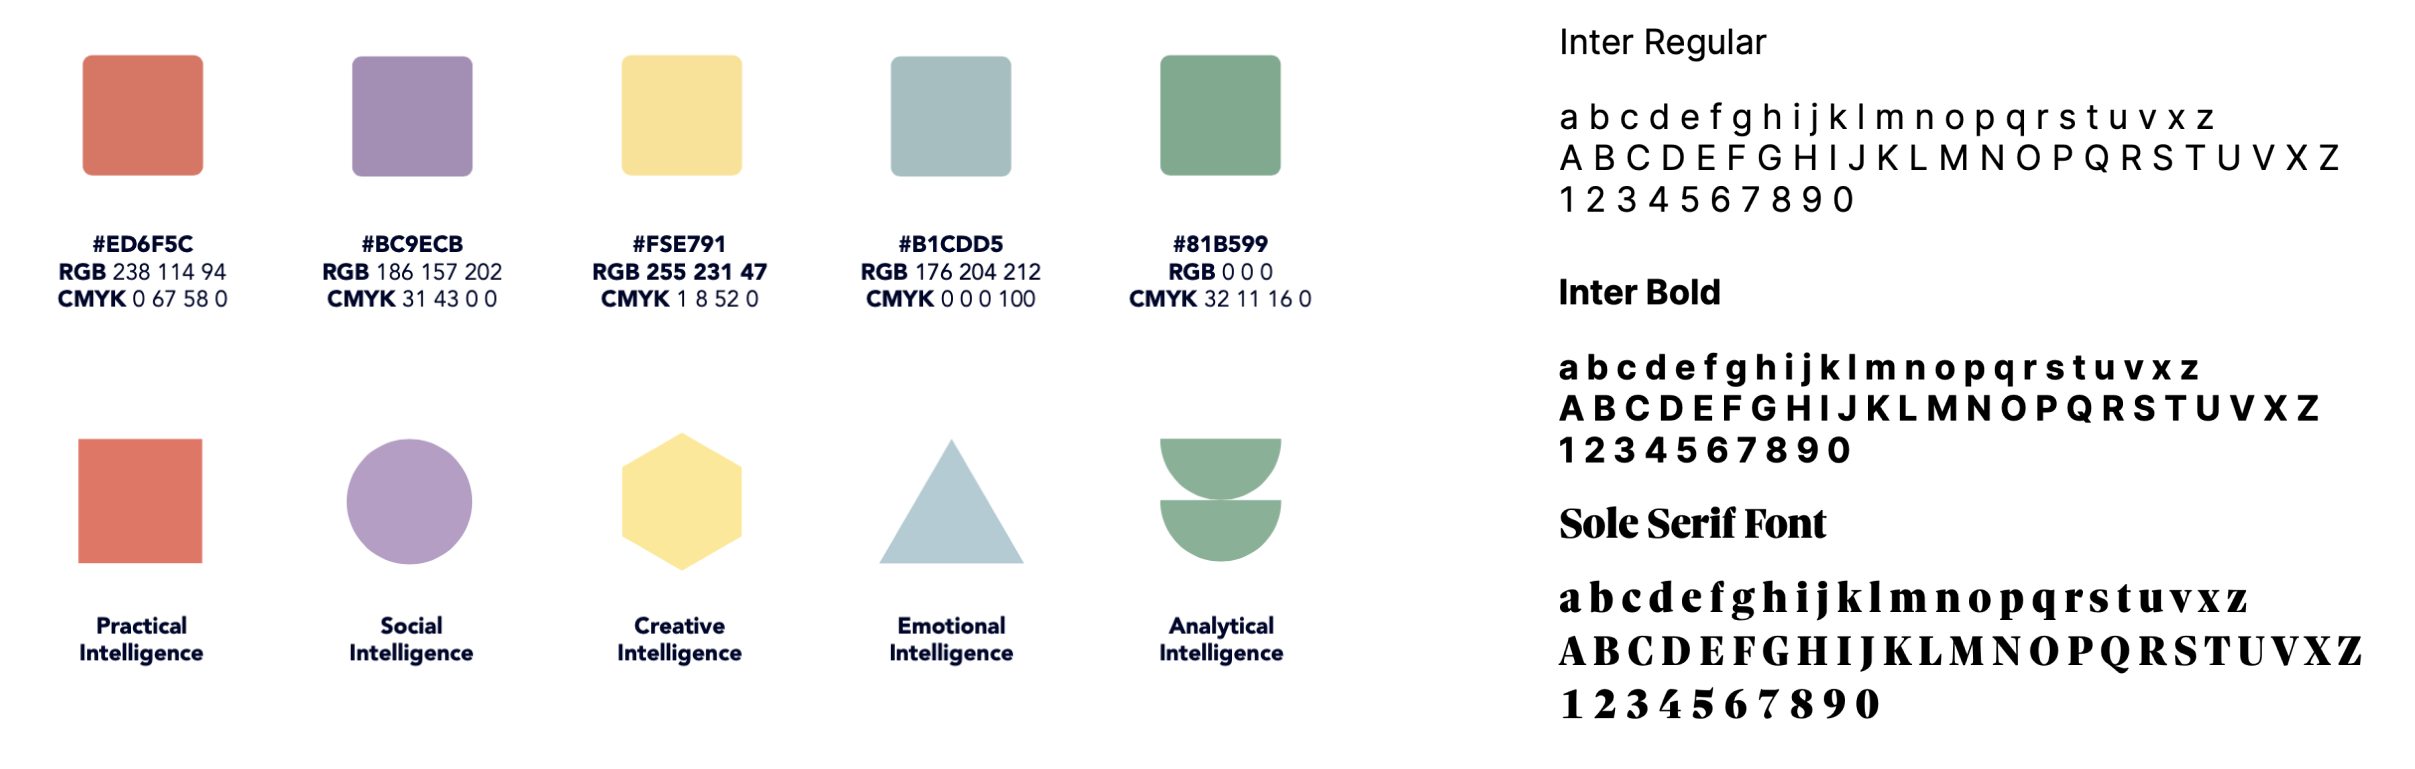 #ED6F5C
RGB 238 114 94
CMYK 0 67 58 0
#BC9ECB
RGB 186 157 202
CMYK 31 43 0 0
#FSE791
RGB 255 231 47
CMYK 1 8 52 0
#B1CDD5
RGB 176 204 212
CMYK 0 0 0 100
#81B599
RGB 0 0 0
CMYK 32 11 16 0
Practical
Intelligence
Social
Intelligence
Creative
Intelligence
Emotional
Intelligence
Analytical
Intelligence
Inter Regular
a b c d e f g h i j k l m n o p q r s t u v x z
A B C D E F G H I J K L M N O P Q R S T U V X Z
1 2 3 4 5 6 7 8 9 0
Inter Bold
a b c d e f g h i j k l m n o p q r s t u v x z
A B C D E F G H I J K L M N O P Q R S T U V X Z
1 2 3 4 5 6 7 8 9 0
Sole Serif Font
a b c d e f g h i j k l m n o p q r s t u v x z
A B C D E F G H I J K L M N O P Q R S T U V X Z
1 2 3 4 5 6 7 8 9 0